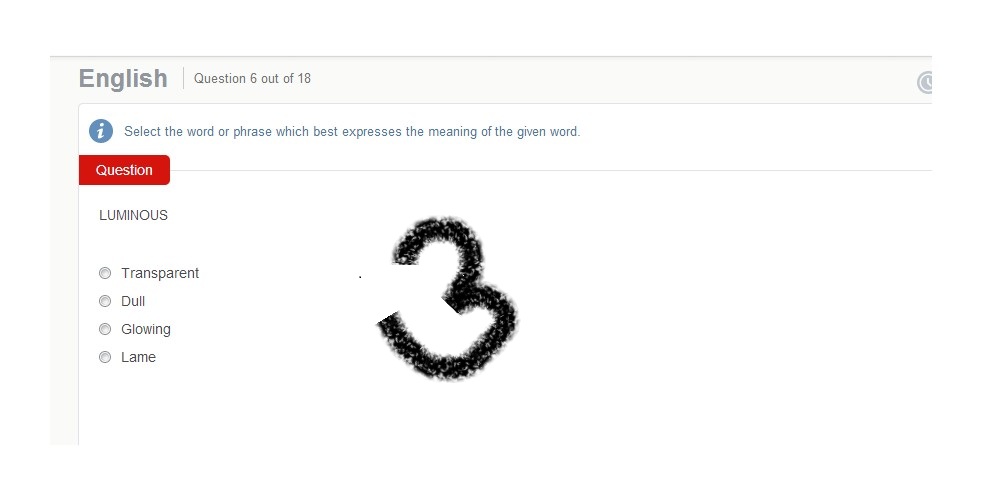 English | Question 6 out of 18
i Select the word or phrase which best expresses the meaning of the given word.
Question
LUMINOUS
Transparent
Dull
Glowing
Lame
3